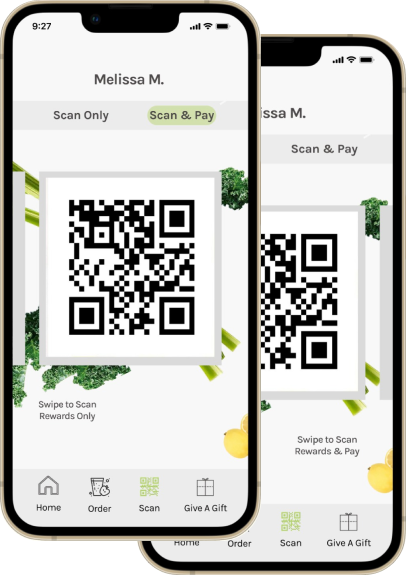 9:27
Melissa M.
Scan Only
Scan & Pay
Swipe to Scan
Rewards Only
Home
Order
Scan
Give A Gift
ssa M.
Scan & Pay
Swipe to Scan
Rewards & Pay
Home
Order
Scan
Give A Gift